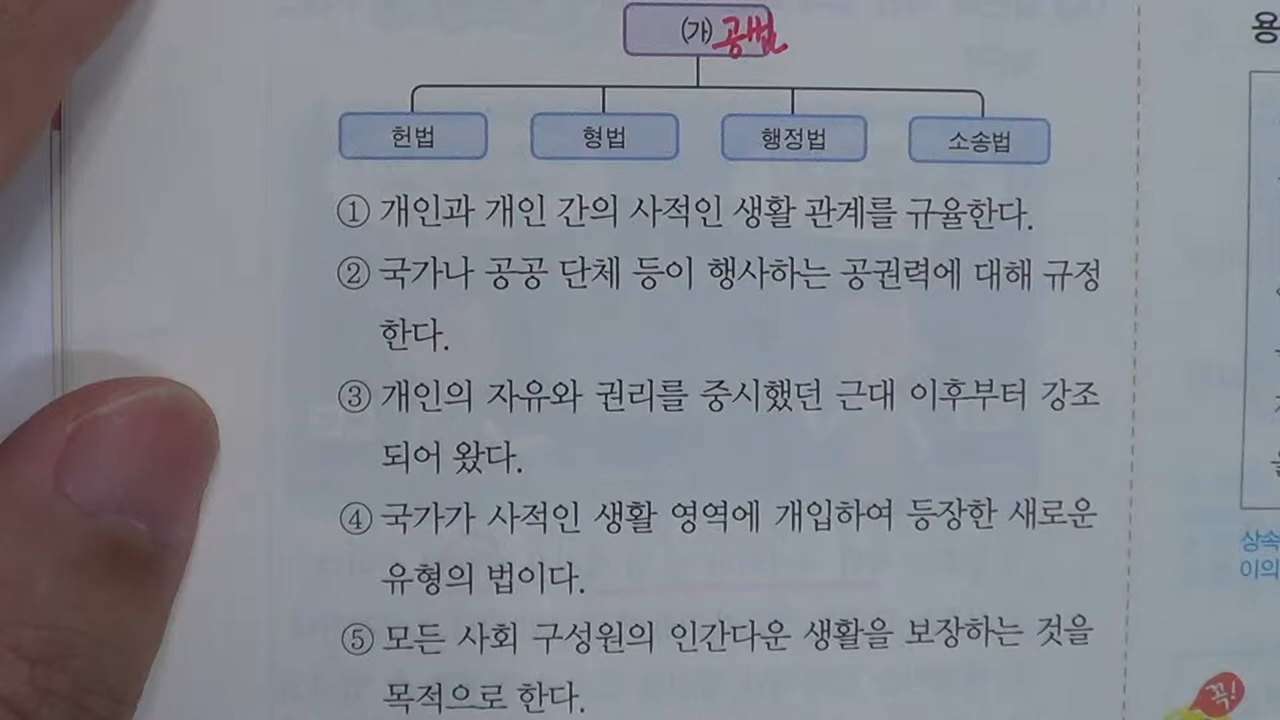 (가) 공법
헌법 형법 행정법 소송법
① 개인과 개인 간의 사적인 생활 관계를 규율한다.
② 국가나 공공 단체 등이 행사하는 공권력에 대해 규정
한다.
③ 개인의 자유와 권리를 중시했던 근대 이후부터 강조
되어 왔다.
④ 국가가 사적인 생활 영역에 개입하여 등장한 새로운
유형의 법이다.
⑤ 모든 사회 구성원의 인간다운 생활을 보장하는 것을
목적으로 한다.
용
상속
이의
꼭!